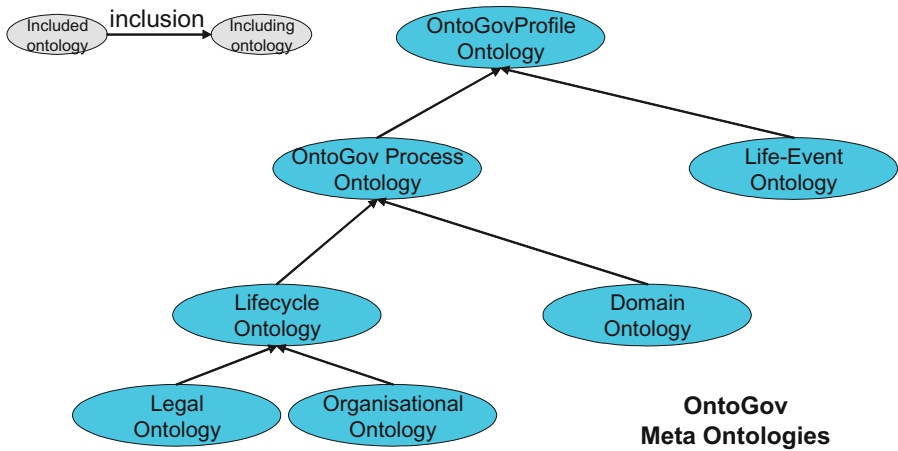 Included
ontology
inclusion
Including
ontology
OntoGovProfile
Ontology
OntoGov Process
Ontology
Life-Event
Ontology
Lifecycle
Ontology
Domain
Ontology
Legal
Ontology
Organisational
Ontology
OntoGov
Meta Ontologies